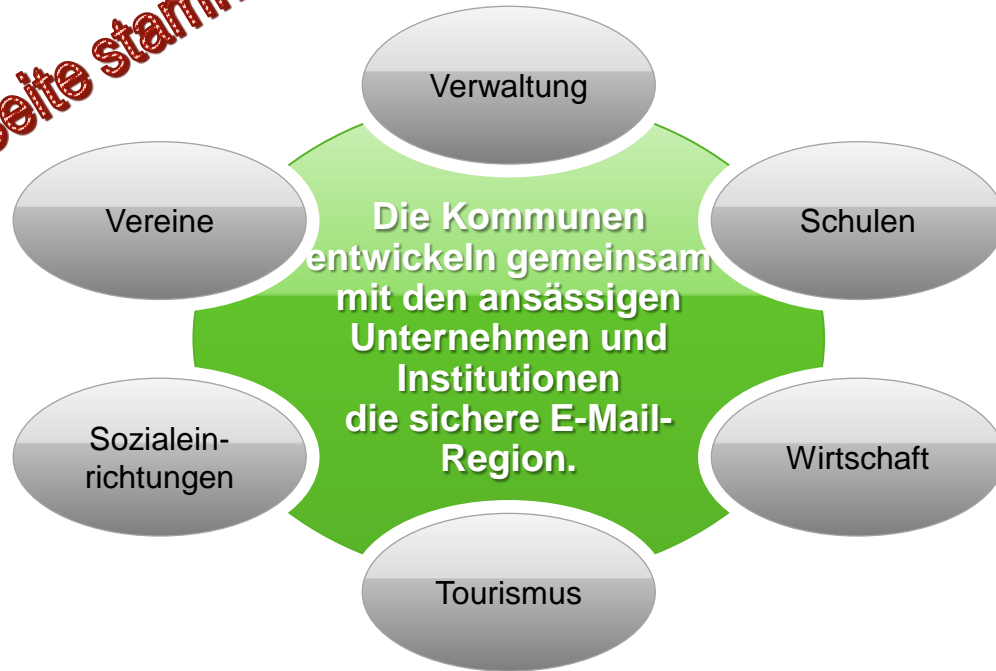 eite stam
Verwaltung
Vereine
Schulen
Die Kommunen
entwickeln gemeinsam
mit den ansässigen
Unternehmen und
Institutionen
die sichere E-Mail-
Region.
Sozialein-
richtungen
Wirtschaft
Tourismus